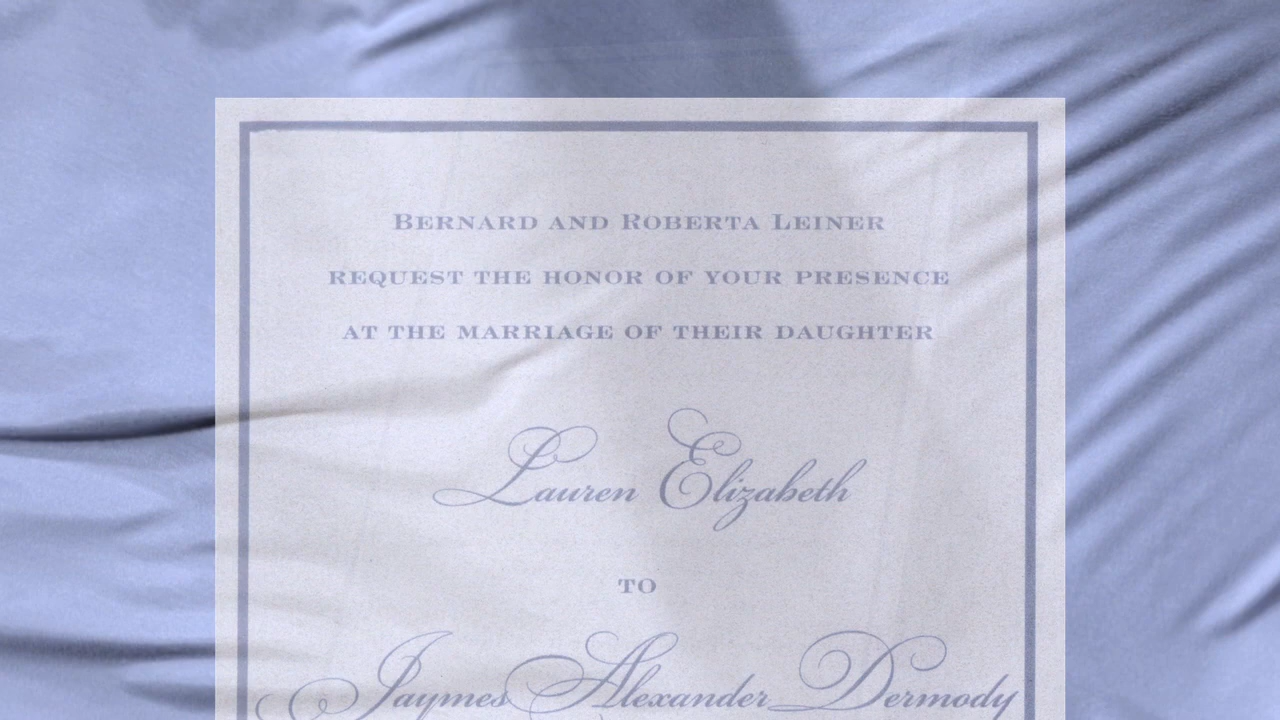 BERNARD AND ROBERTA LEINER
REQUEST THE HONOR OF YOUR PRESENCE
AT THE MARRIAGE OF THEIR DAUGHTER
Lauren Elizabeth
TO
Jaymes Alexander Dermody